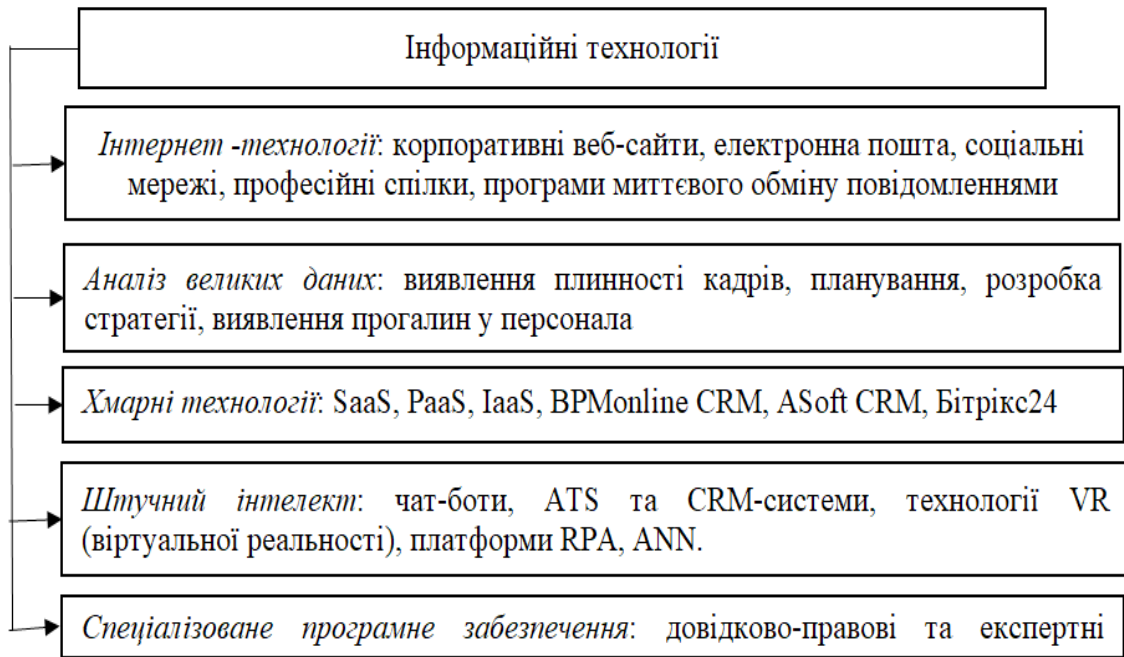 Інформаційні технології
Інтернет -технології: корпоративні веб-сайти, електронна пошта, соціальні
мережі, професійні спілки, програми миттєвого обміну повідомленнями
Аналіз великих даних: виявлення плинності кадрів, планування, розробка
стратегії, виявлення прогалин у персонала
Хмарні технології: SaaS, PaaS, IaaS, BPMonline CRM, ASoft CRM, Бітрікс24
Штучний інтелект: чат-боти, ATS та CRM-системи, технології VR
(віртуальної реальності), платформи RPA, ANN.
Спеціалізоване програмне забезпечення: довідково-правові та експертні